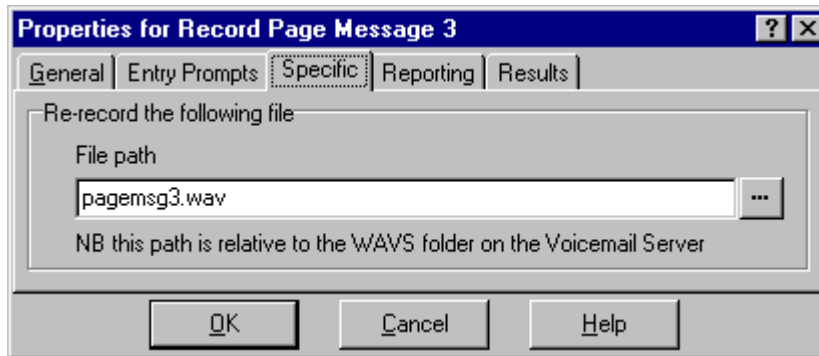 Properties for Record Page Message 3
? ×
General Entry Prompts Specific Reporting Results
Re-record the following file
File path
pagemsg3.wav ...
NB this path is relative to the WAVS folder on the Voicemail Server
OK Cancel Help